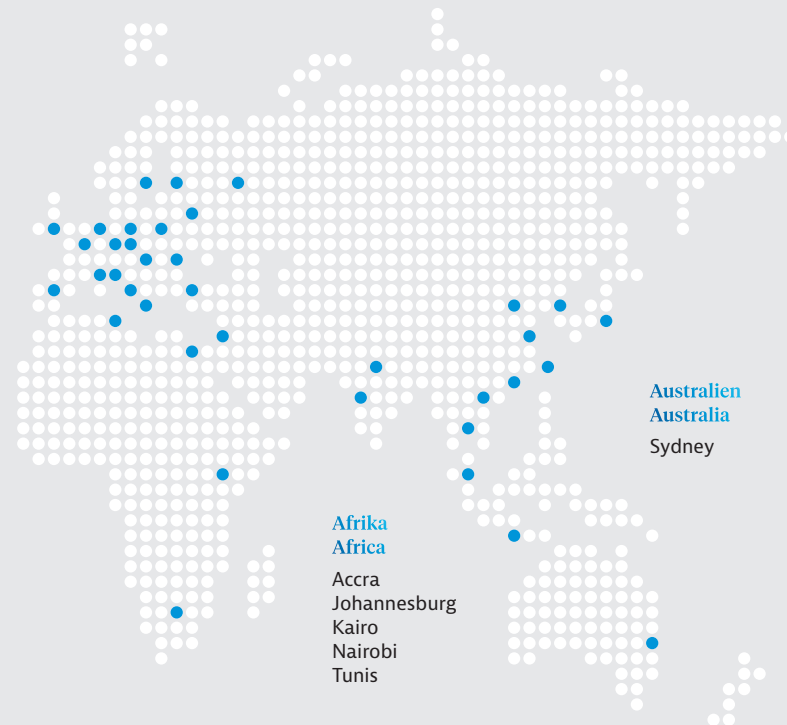 Australien
Australia
Sydney
Afrika
Africa
Accra
Johannesburg
Kairo
Nairobi
Tunis